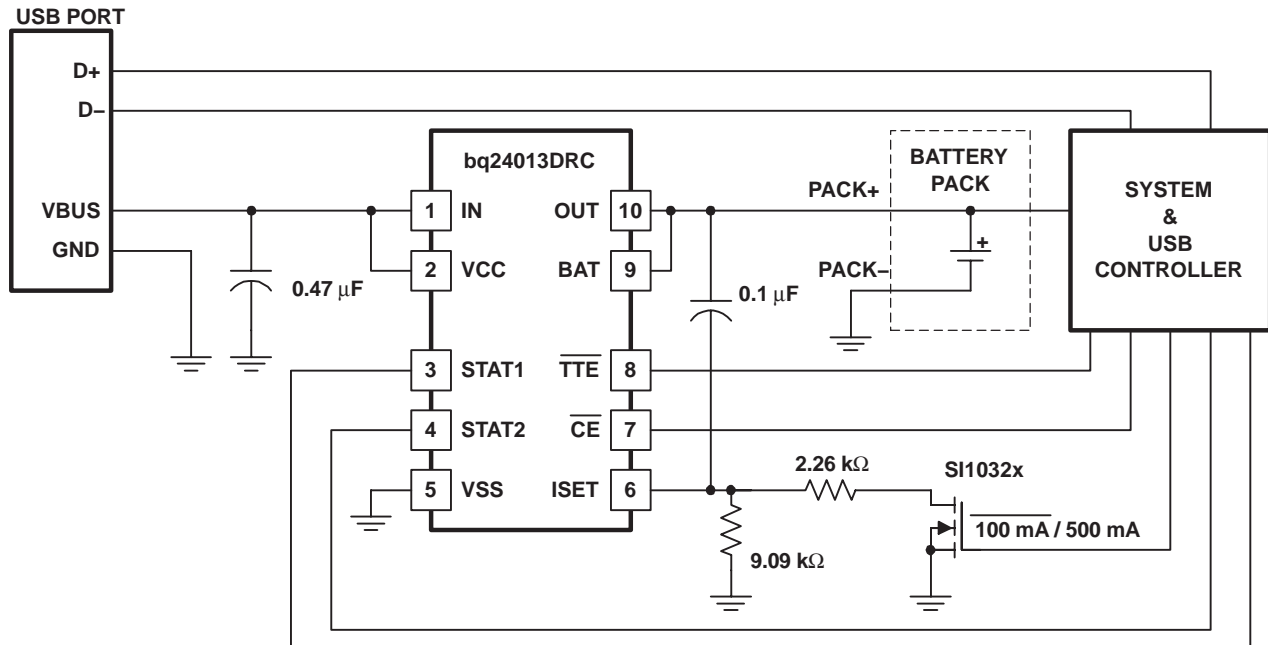 USB PORT
D+
D–
VBUS
GND
0.47 μF
bq24013DRC
1 IN
2 VCC
3 STAT1
4 STAT2
5 VSS
OUT 10
BAT 9
TTE 8
CE 7
ISET 6
0.1 μF
PACK+
PACK–
BATTERY
PACK
+
SYSTEM
&
USB
CONTROLLER
2.26 kΩ
9.09 kΩ
SI1032x
100 mA / 500 mA